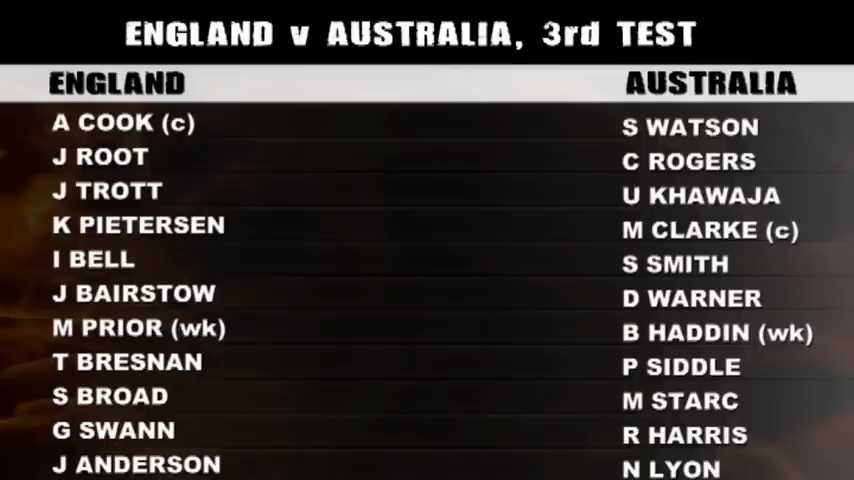 ENGLAND v AUSTRALIA, 3rd TEST
ENGLAND AUSTRALIA
A COOK (c) S WATSON
J ROOT C ROGERS
J TROTT U KHAWAJA
K PIETERSEN M CLARKE (c)
I BELL S SMITH
J BAIRSTOW D WARNER
M PRIOR (wk) B HADDIN (wk)
T BRESNAN P SIDDLE
S BROAD M STARC
G SWANN R HARRIS
J ANDERSON N LYON